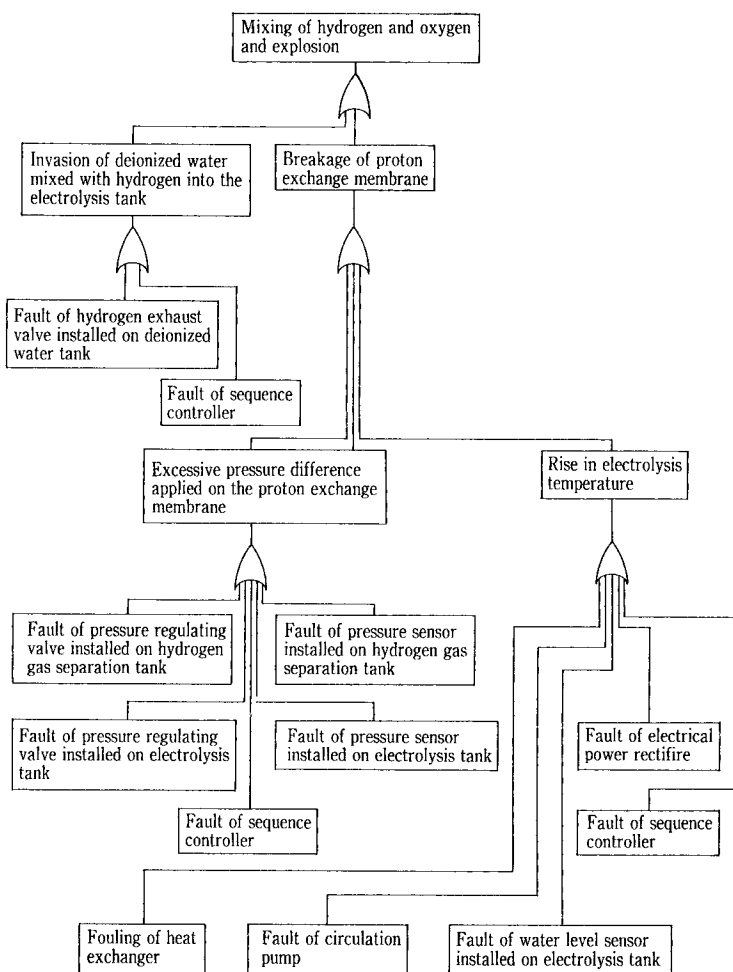 Mixing of hydrogen and oxygen
and explosion
Invasion of deionized water
mixed with hydrogen into the
electrolysis tank
Breakage of proton
exchange membrane
Fault of hydrogen exhaust
valve installed on deionized
water tank
Fault of sequence
controller
Excessive pressure difference
applied on the proton exchange
membrane
Rise in electrolysis
temperature
Fault of pressure regulating
valve installed on hydrogen
gas separation tank
Fault of pressure sensor
installed on hydrogen gas
separation tank
Fault of pressure regulating
valve installed on electrolysis
tank
Fault of pressure sensor
installed on electrolysis tank
Fault of electrical
power rectifire
Fault of sequence
controller
Fault of sequence
controller
Fouling of heat
exchanger
Fault of circulation
pump
Fault of water level sensor
installed on electrolysis tank